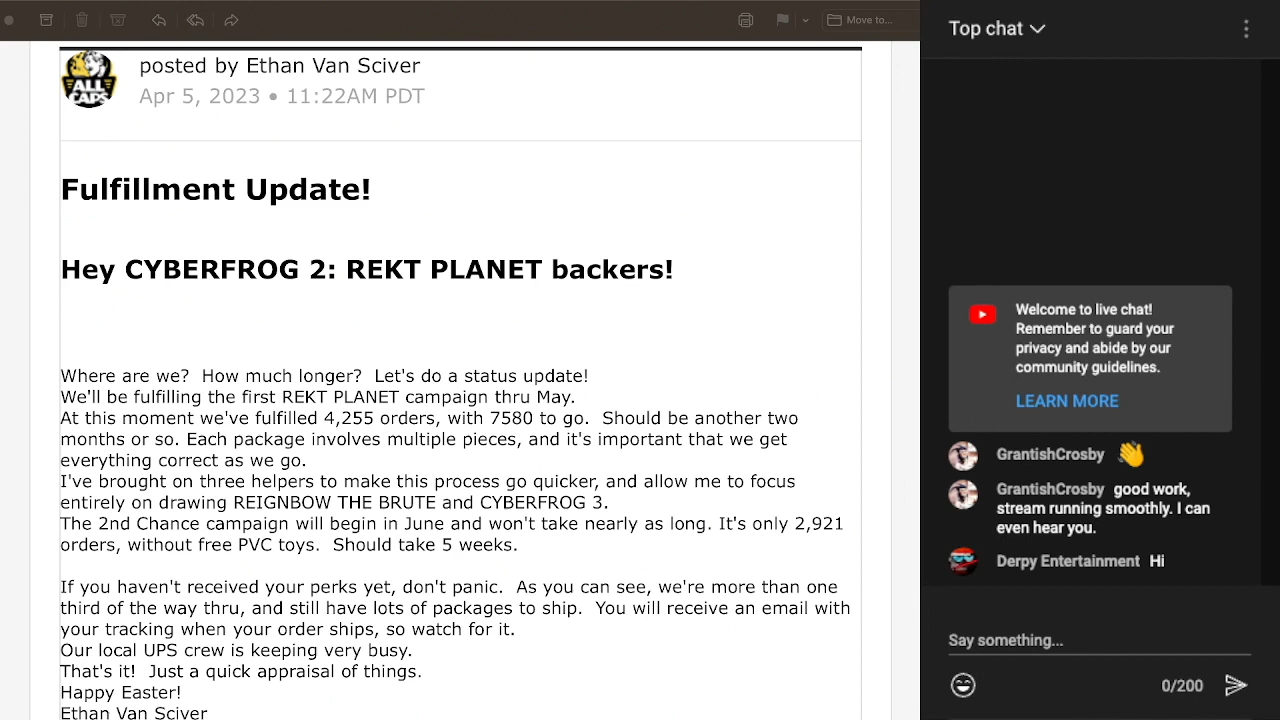 Move to...
ALL
CAPS
posted by Ethan Van Sciver
Apr 5, 2023 • 11:22AM PDT
Fulfillment Update!
Hey CYBERFROG 2: REKT PLANET backers!
Where are we?  How much longer?  Let's do a status update!
We'll be fulfilling the first REKT PLANET campaign thru May.
At this moment we've fulfilled 4,255 orders, with 7580 to go.  Should be another two
months or so. Each package involves multiple pieces, and it's important that we get
everything correct as we go.
I've brought on three helpers to make this process go quicker, and allow me to focus
entirely on drawing REIGNBOW THE BRUTE and CYBERFROG 3.
The 2nd Chance campaign will begin in June and won't take nearly as long. It's only 2,921
orders, without free PVC toys.  Should take 5 weeks.
If you haven't received your perks yet, don't panic.  As you can see, we're more than one
third of the way thru, and still have lots of packages to ship.  You will receive an email with
your tracking when your order ships, so watch for it.
Our local UPS crew is keeping very busy.
That's it!  Just a quick appraisal of things.
Happy Easter!
Ethan Van Sciver
Top chat
Welcome to live chat!
Remember to guard your
privacy and abide by our
community guidelines.
LEARN MORE
GrantishCrosby 👏
GrantishCrosby good work,
stream running smoothly. I can
even hear you.
Derpy Entertainment Hi
Say something...
0/200